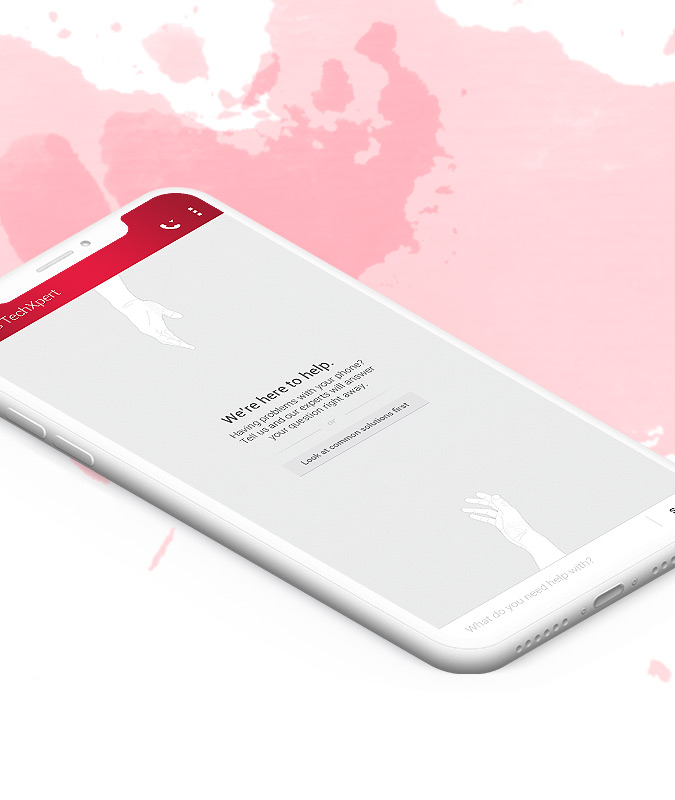 TechXpert
We're here to help.
Having problems with your phone?
Tell us and our experts will answer
your question right away.
or
Look at common solutions first
What do you need help with?